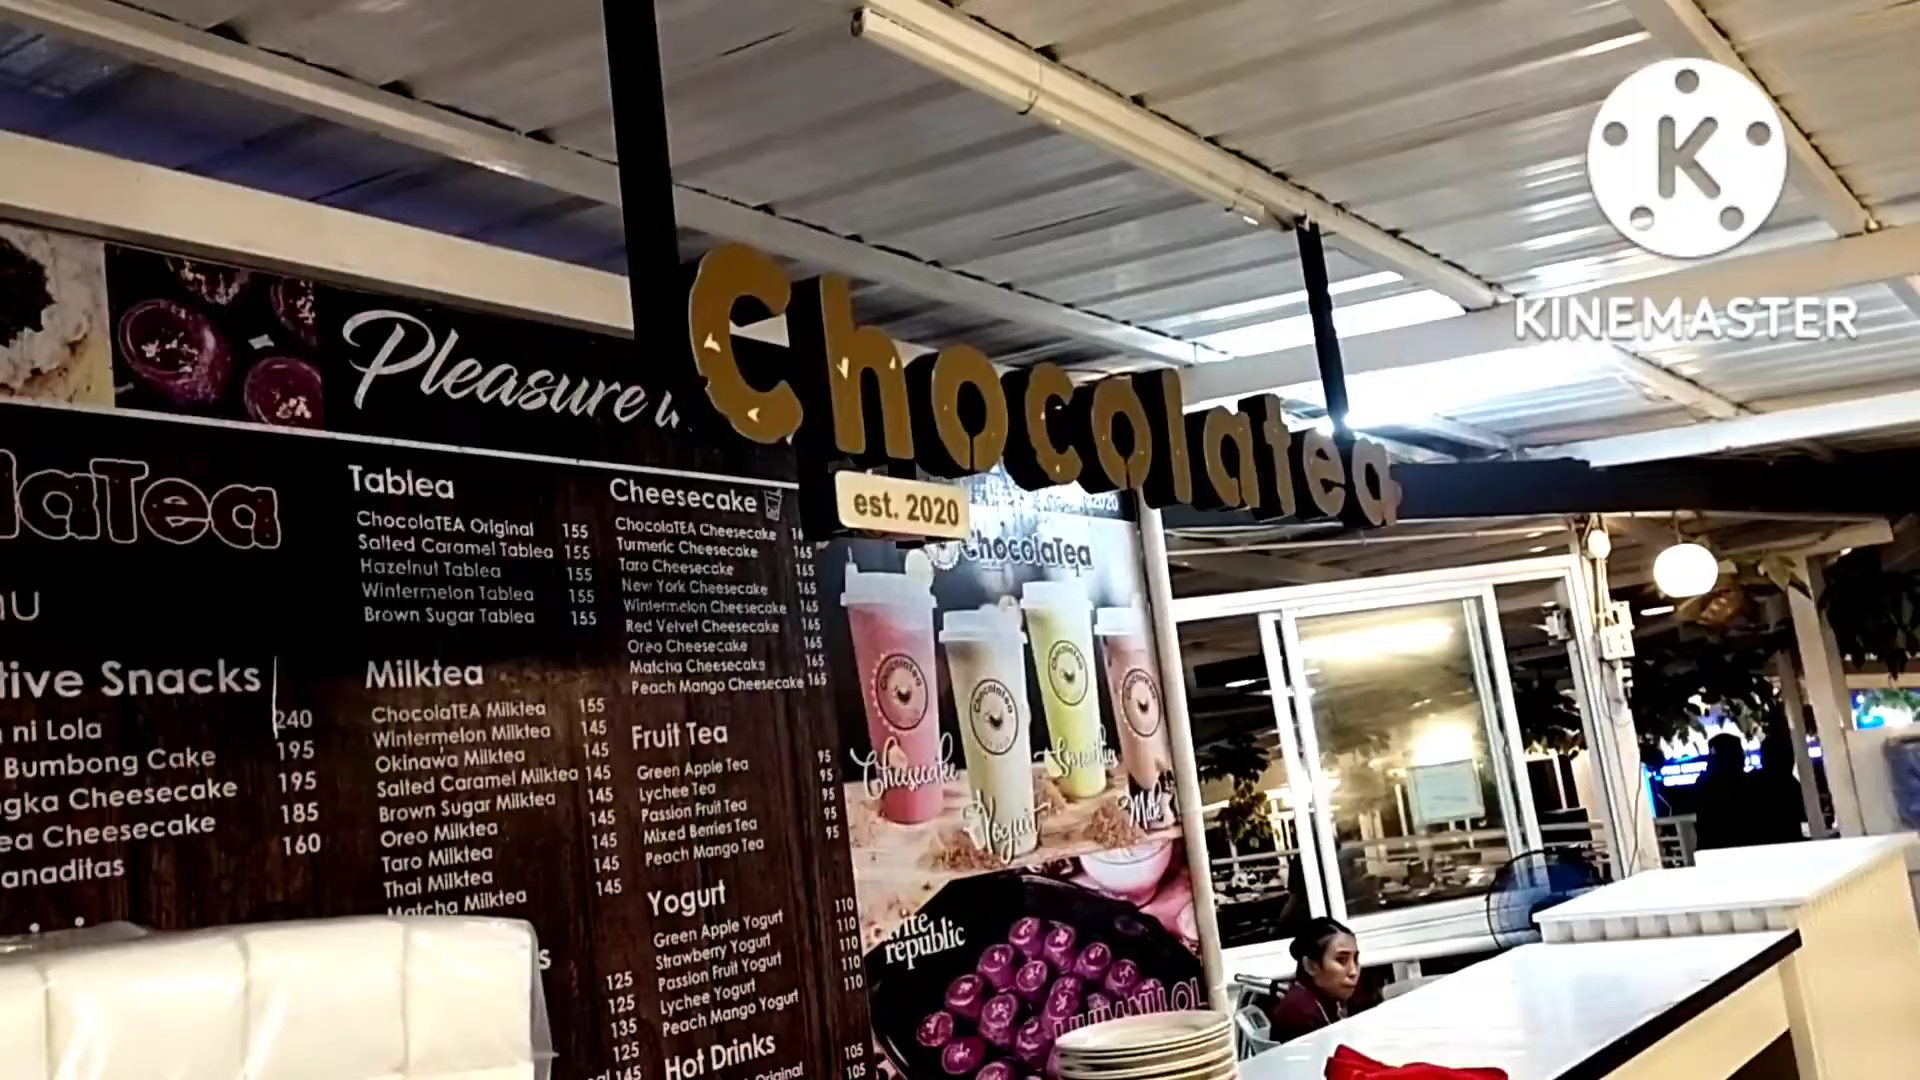 KINEMASTER
Pleasure
Chocolatea
est. 2020
laTea
Tablea
ChocolaTEA Original 155
Salted Caramel Tablea 155
Hazelnut Tablea 155
Wintermelon Tablea 155
Brown Sugar Tablea 155
Cheesecake
ChocolaTEA Cheesecake
Turmeric Cheesecake 165
Taro Cheesecake 165
New York Cheesecake 165
Wintermelon Cheesecake 165
Red Velvet Cheesecake 165
Oreo Cheesecake 165
Matcha Cheesecake 165
Peach Mango Cheesecake 165
Snacks
ni Lola 240
Bumbong Cake 195
gka Cheesecake 195
ea Cheesecake 185
anaditas 160
Milktea
ChocolaTEA Milktea 155
Wintermelon Milktea 145
Okinawa Milktea 145
Salted Caramel Milktea 145
Brown Sugar Milktea 145
Oreo Milktea 145
Taro Milktea 145
Thai Milktea 145
Matcha Milktea 145
Fruit Tea
Green Apple Tea 95
Lychee Tea 95
Passion Fruit Tea 95
Mixed Berries Tea 95
Peach Mango Tea 95
Yogurt
Green Apple Yogurt 110
Strawberry Yogurt 110
Passion Fruit Yogurt 110
Lychee Yogurt 110
Peach Mango Yogurt 110
125
125
135
125
145
Hot Drinks
Original 105
105
ChocolaTea
Cheesecake
Yogurt
Smoothies
Milk
republic